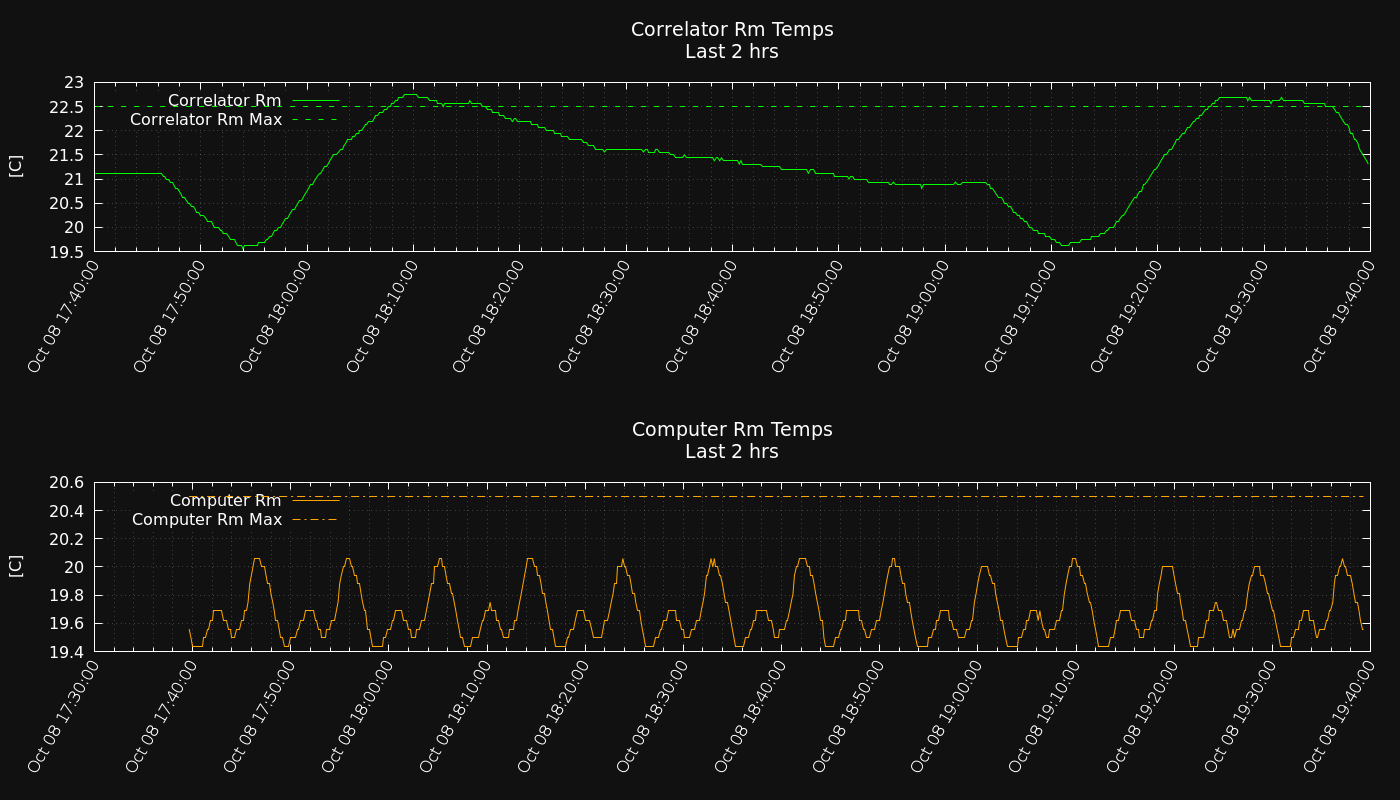 Correlator Rm Temps
Last 2 hrs
23
22.5
22
21.5
21
20.5
20
19.5
[C]
Correlator Rm
Correlator Rm Max
Oct 08 17:40:00
Oct 08 17:50:00
Oct 08 18:00:00
Oct 08 18:10:00
Oct 08 18:20:00
Oct 08 18:30:00
Oct 08 18:40:00
Oct 08 18:50:00
Oct 08 19:00:00
Oct 08 19:10:00
Oct 08 19:20:00
Oct 08 19:30:00
Oct 08 19:40:00
Computer Rm Temps
Last 2 hrs
20.6
20.4
20.2
20
19.8
19.6
19.4
[C]
Computer Rm
Computer Rm Max
Oct 08 17:30:00
Oct 08 17:40:00
Oct 08 17:50:00
Oct 08 18:00:00
Oct 08 18:10:00
Oct 08 18:20:00
Oct 08 18:30:00
Oct 08 18:40:00
Oct 08 18:50:00
Oct 08 19:00:00
Oct 08 19:10:00
Oct 08 19:20:00
Oct 08 19:30:00
Oct 08 19:40:00